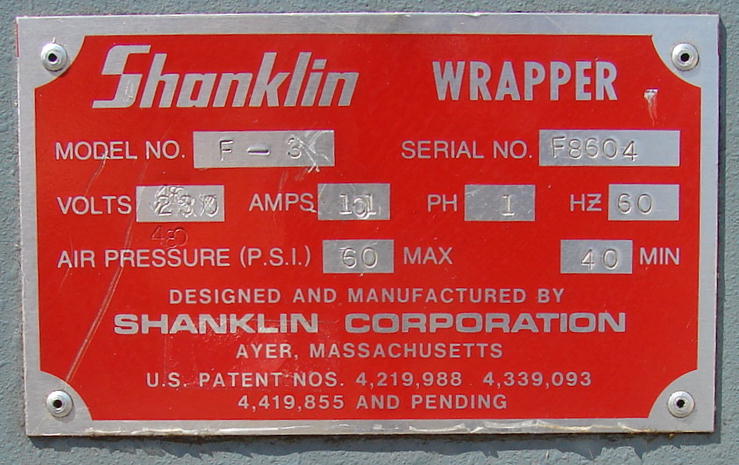 Shanklin WRAPPER
MODEL NO. F-3 SERIAL NO. F8604
VOLTS 230 AMPS PH 1 HZ 60
480
AIR PRESSURE (P.S.I.) 60 MAX 40 MIN
DESIGNED AND MANUFACTURED BY
SHANKLIN CORPORATION
AYER, MASSACHUSETTS
U.S. PATENT NOS. 4,219,988 4,339,093
4,419,855 AND PENDING